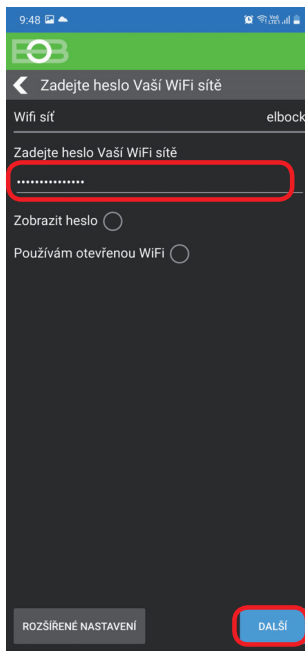 9:48
EOB
Zadejte heslo Vaší WiFi sítě
Wifi síť elbock
Zadejte heslo Vaší WiFi sítě
•••••••••••••••
Zobrazit heslo
Používám otevřenou WiFi
ROZŠÍŘENÉ NASTAVENÍ DALŠÍ